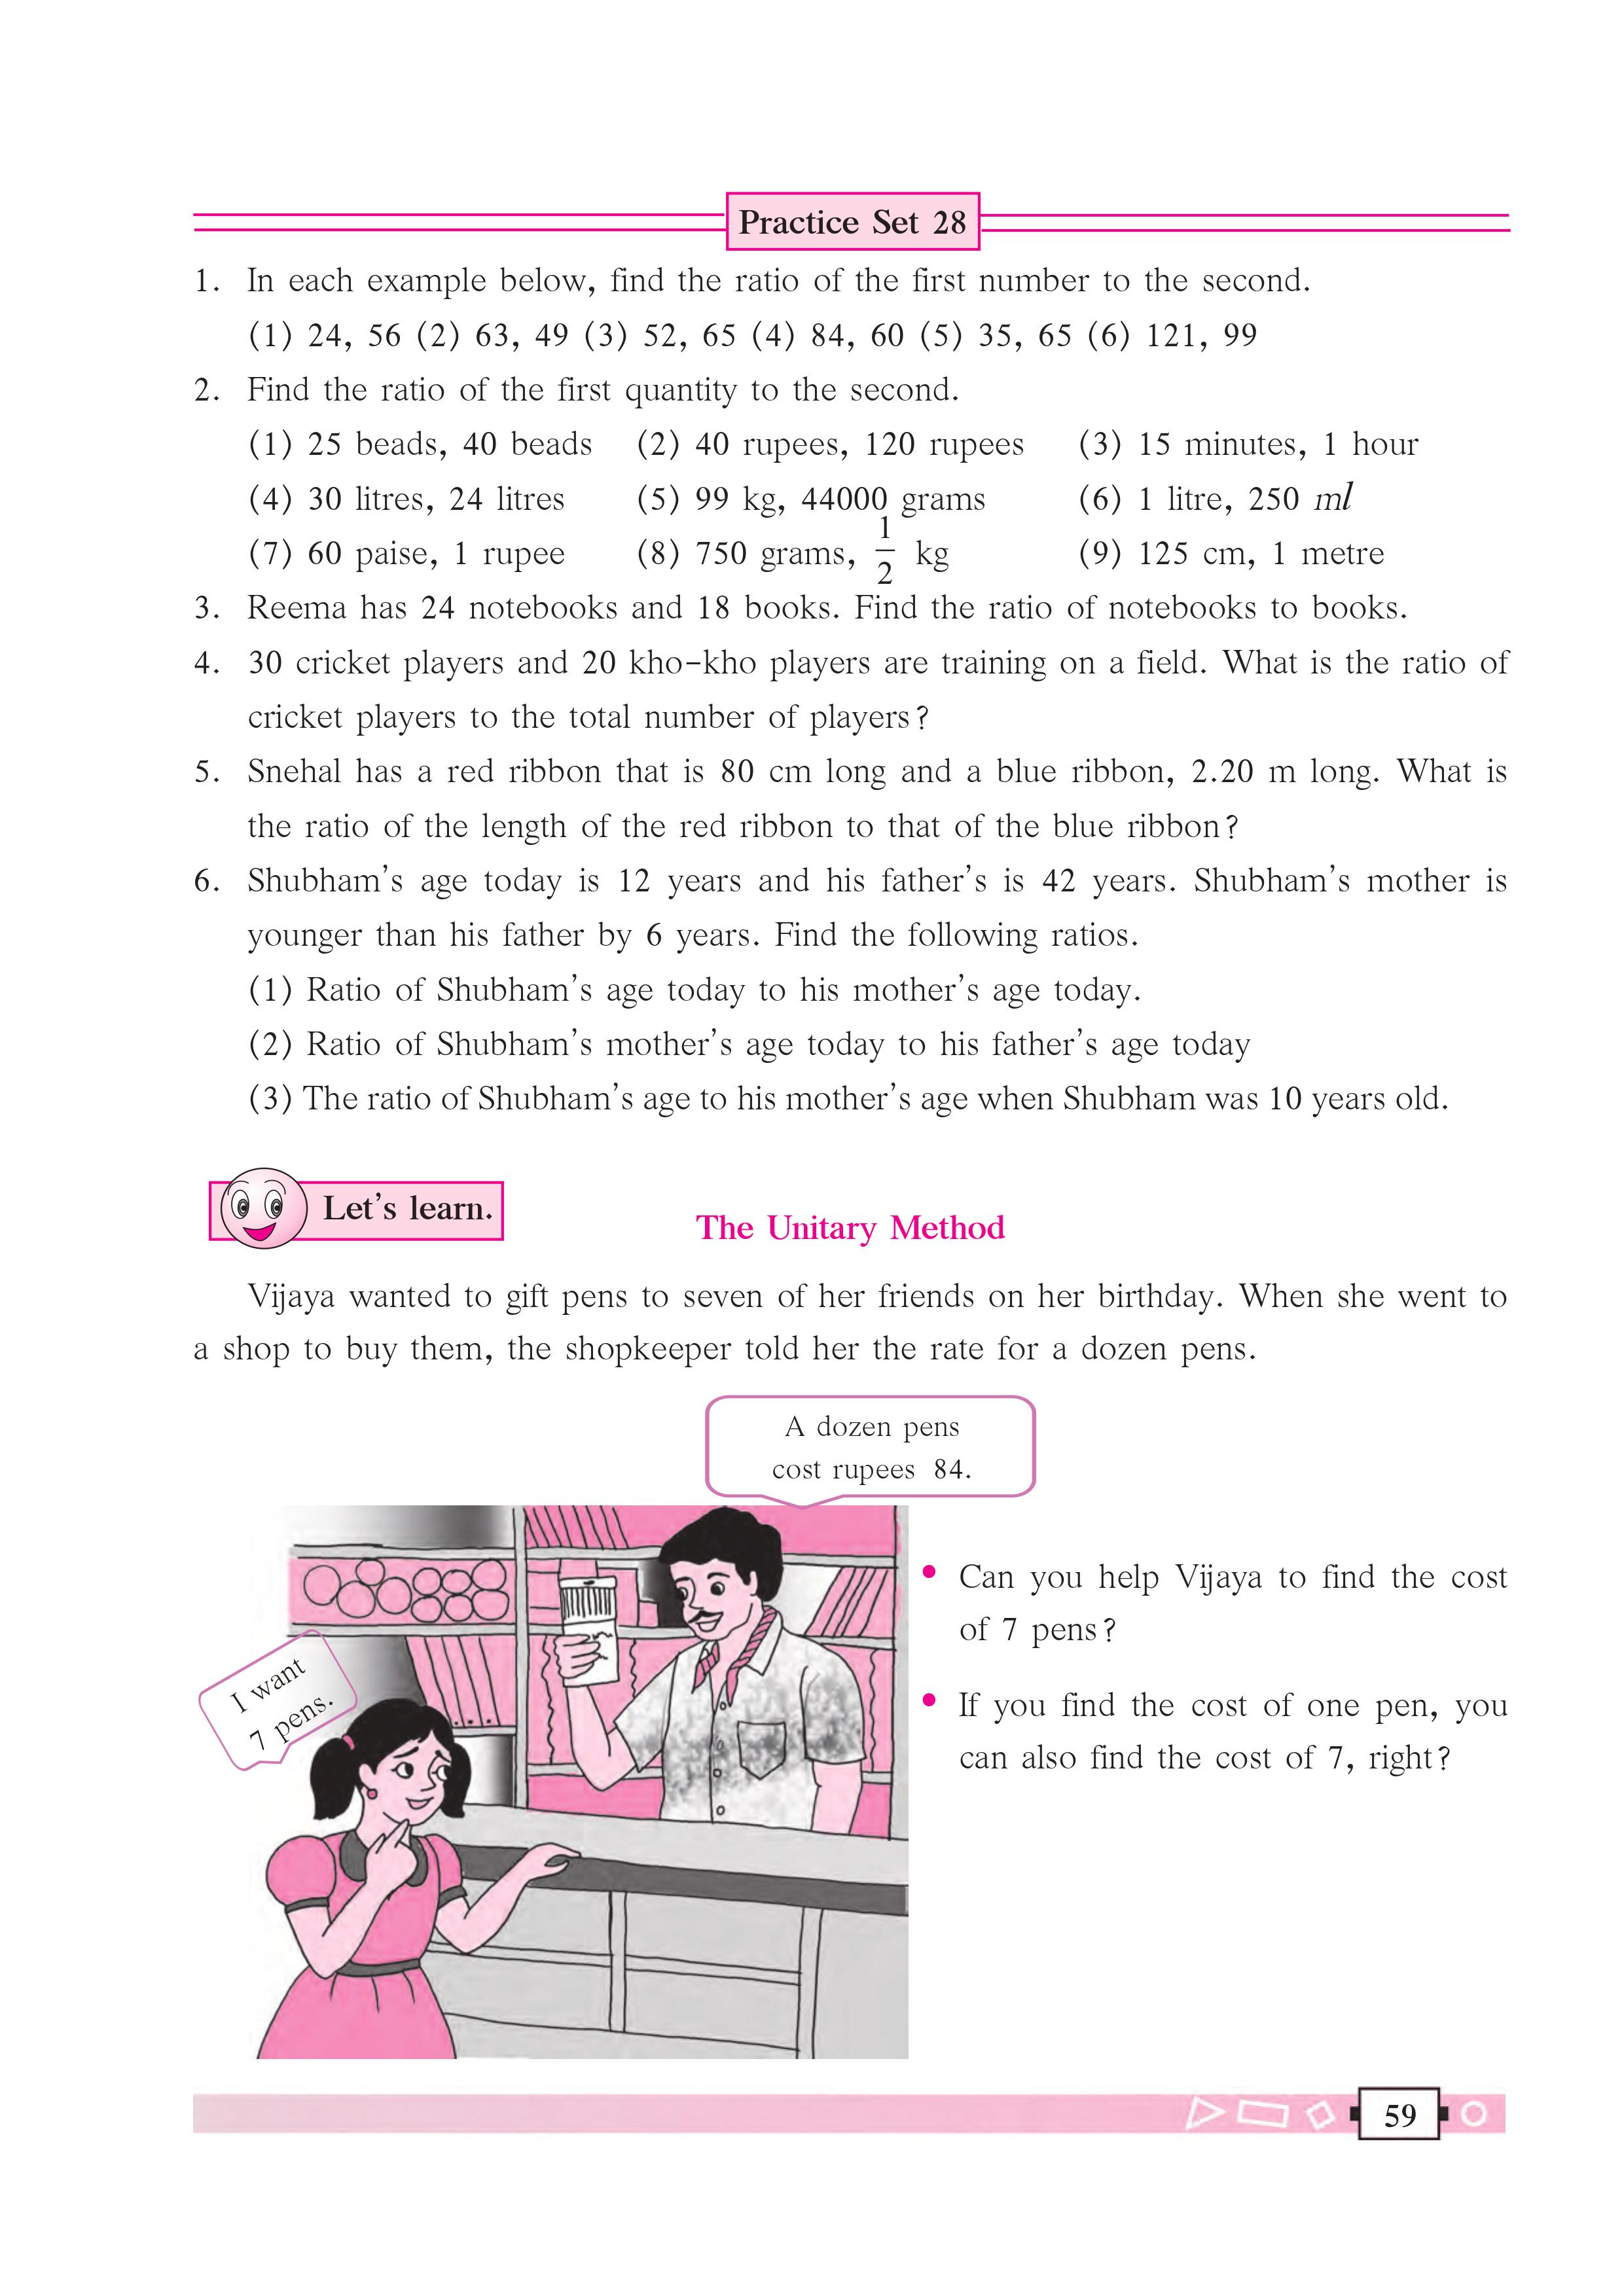 Practice Set 28
1. In each example below, find the ratio of the first number to the second.
(1) 24, 56 (2) 63, 49 (3) 52, 65 (4) 84, 60 (5) 35, 65 (6) 121, 99
2. Find the ratio of the first quantity to the second.
(1) 25 beads, 40 beads (2) 40 rupees, 120 rupees (3) 15 minutes, 1 hour
(4) 30 litres, 24 litres (5) 99 kg, 44000 grams (6) 1 litre, 250 ml
(7) 60 paise, 1 rupee (8) 750 grams, 1/2 kg (9) 125 cm, 1 metre
3. Reema has 24 notebooks and 18 books. Find the ratio of notebooks to books.
4. 30 cricket players and 20 kho-kho players are training on a field. What is the ratio of
cricket players to the total number of players?
5. Snehal has a red ribbon that is 80 cm long and a blue ribbon, 2.20 m long. What is
the ratio of the length of the red ribbon to that of the blue ribbon?
6. Shubham's age today is 12 years and his father's is 42 years. Shubham's mother is
younger than his father by 6 years. Find the following ratios.
(1) Ratio of Shubham's age today to his mother's age today.
(2) Ratio of Shubham's mother's age today to his father's age today
(3) The ratio of Shubham's age to his mother's age when Shubham was 10 years old.
Let's learn.
The Unitary Method
Vijaya wanted to gift pens to seven of her friends on her birthday. When she went to
a shop to buy them, the shopkeeper told her the rate for a dozen pens.
A dozen pens
cost rupees 84.
I want
7 pens.
• Can you help Vijaya to find the cost
of 7 pens?
• If you find the cost of one pen, you
can also find the cost of 7, right?
59